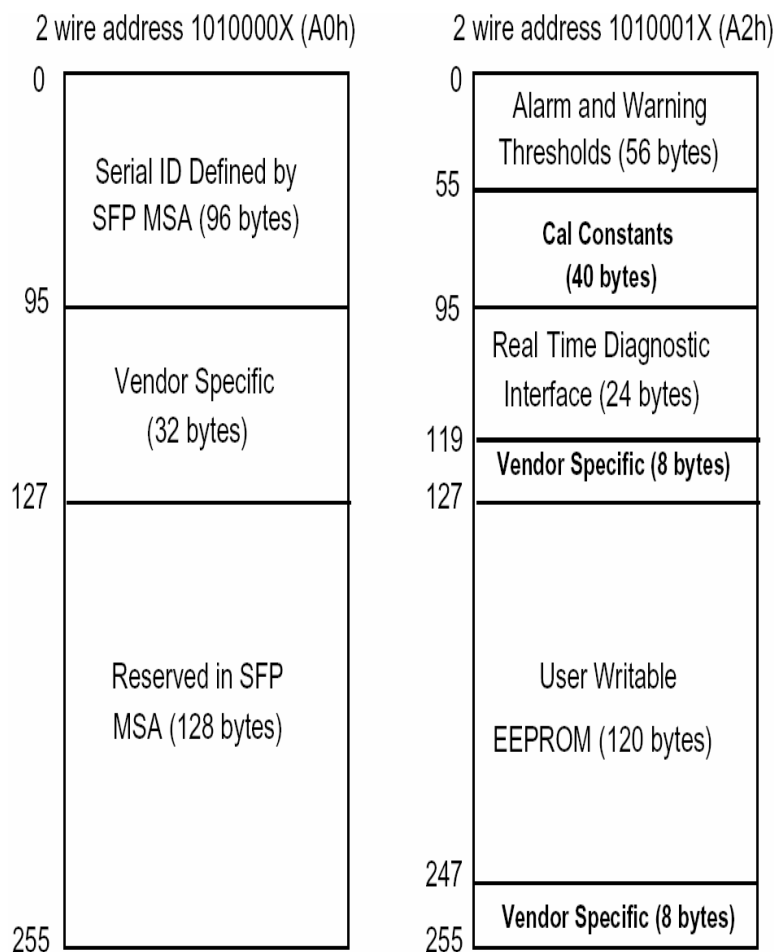 2 wire address 1010000X (A0h)
0
Serial ID Defined by
SFP MSA (96 bytes)
95
Vendor Specific
(32 bytes)
127
Reserved in SFP
MSA (128 bytes)
255
2 wire address 1010001X (A2h)
0
Alarm and Warning
Thresholds (56 bytes)
55
Cal Constants
(40 bytes)
95
Real Time Diagnostic
Interface (24 bytes)
119
Vendor Specific (8 bytes)
127
User Writable
EEPROM (120 bytes)
247
Vendor Specific (8 bytes)
255